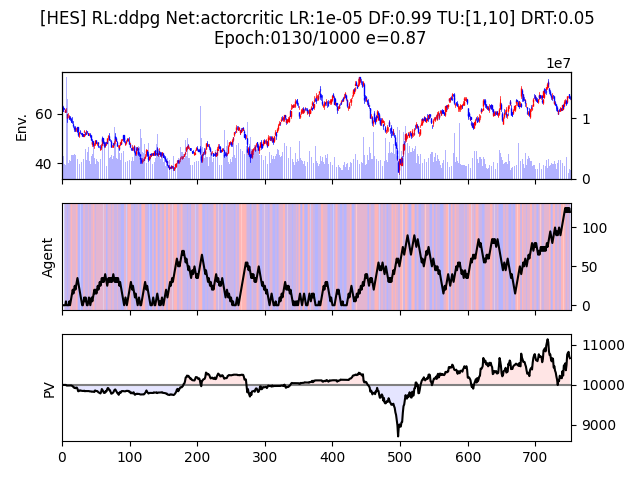 [HES] RL:ddpg Net:actorcritic LR:1e-05 DF:0.99 TU:[1,10] DRT:0.05
Epoch:0130/1000 e=0.87
1e7
Env.
60
40
1
0
Agent
100
50
0
PV
11000
10000
9000
0 100 200 300 400 500 600 700